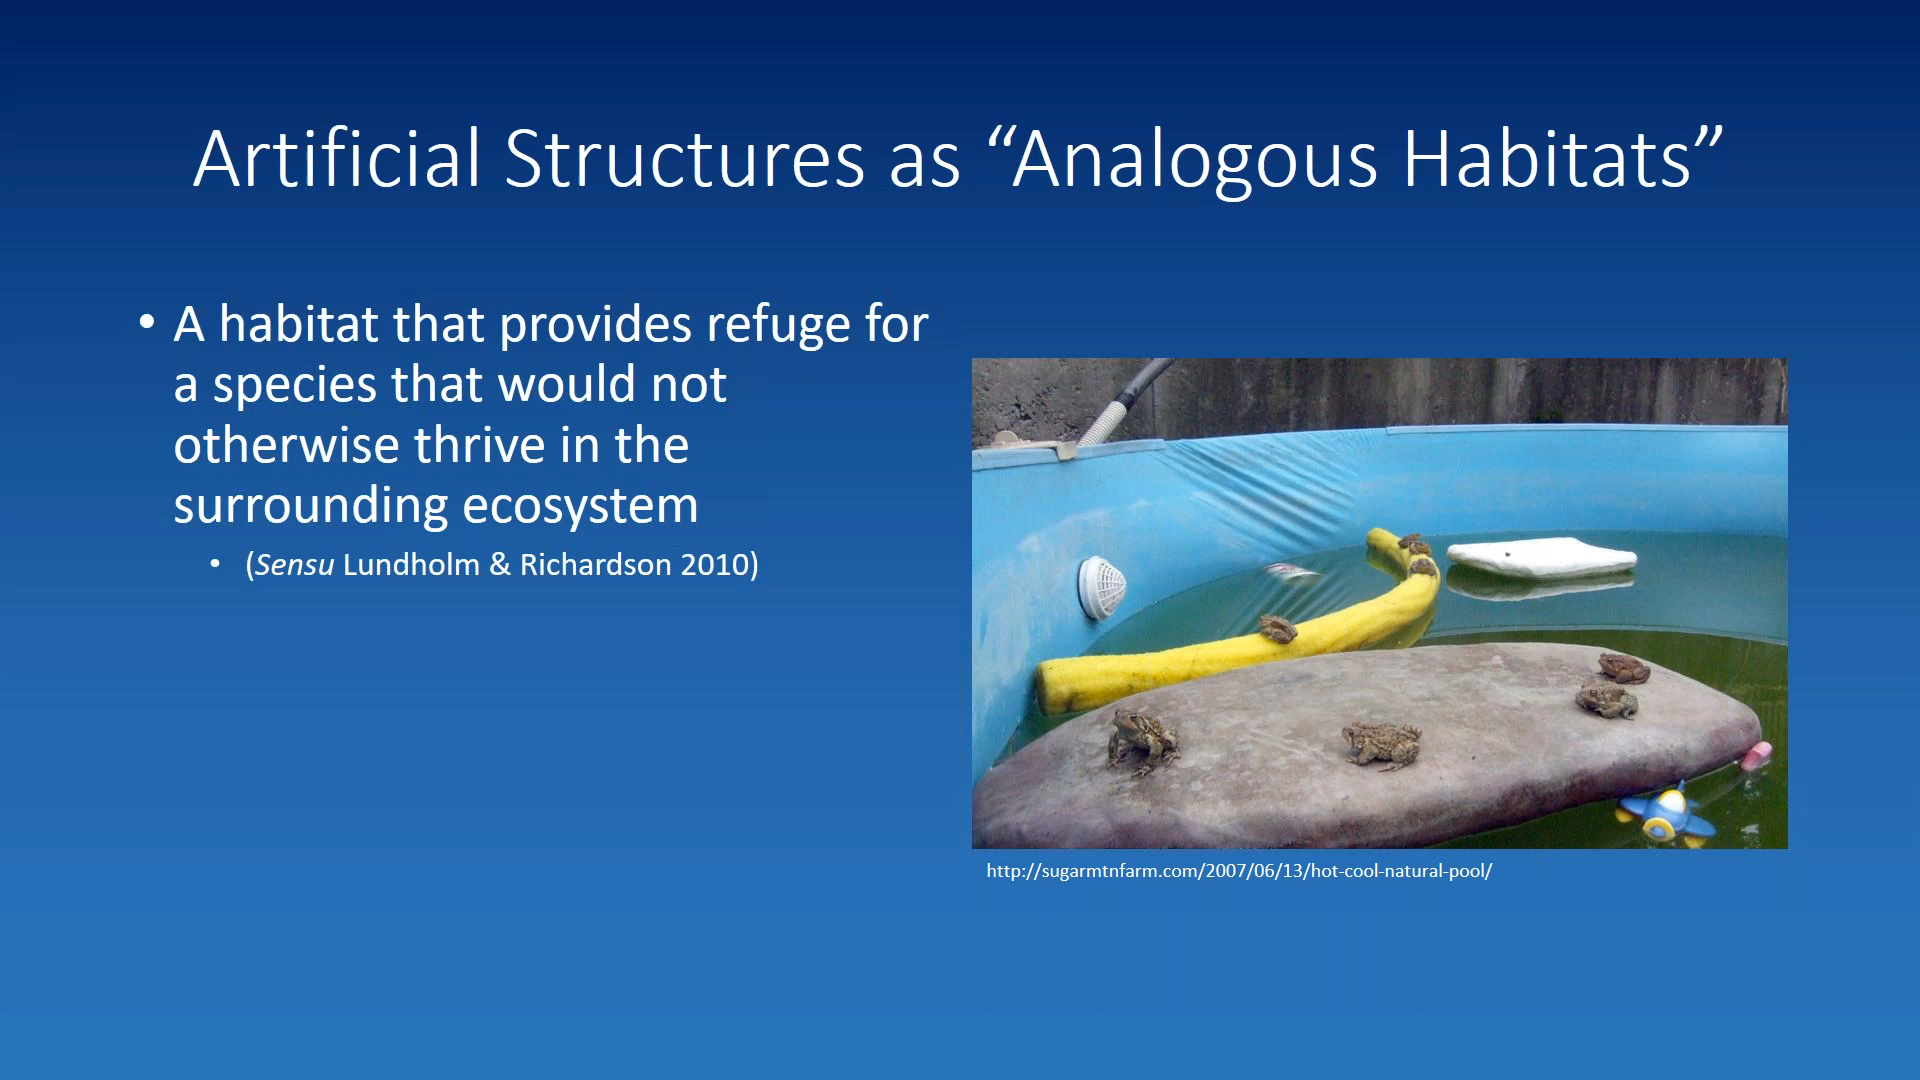 Artificial Structures as “Analogous Habitats”
• A habitat that provides refuge for
a species that would not
otherwise thrive in the
surrounding ecosystem
• (Sensu Lundholm & Richardson 2010)
http://sugarmtnfarm.com/2007/06/13/hot-cool-natural-pool/